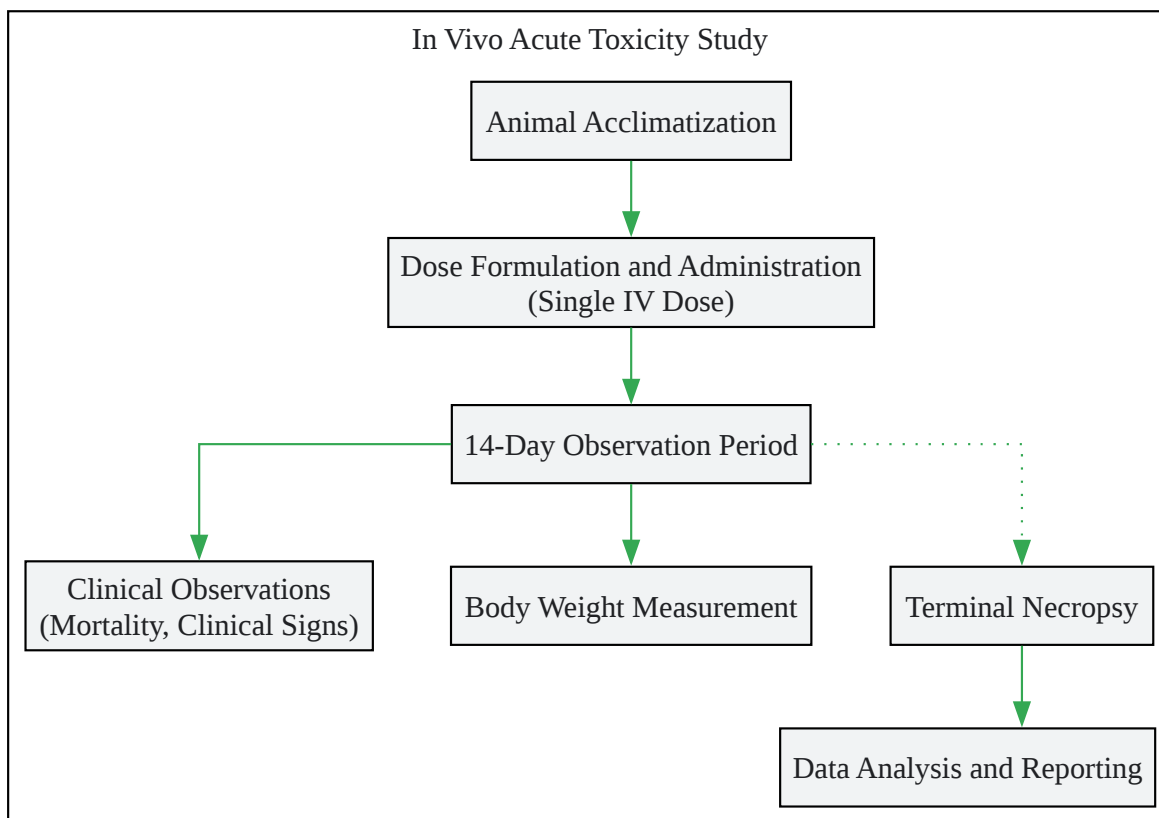 In Vivo Acute Toxicity Study
Animal Acclimatization
Dose Formulation and Administration
(Single IV Dose)
14-Day Observation Period
Clinical Observations
(Mortality, Clinical Signs)
Body Weight Measurement
Terminal Necropsy
Data Analysis and Reporting